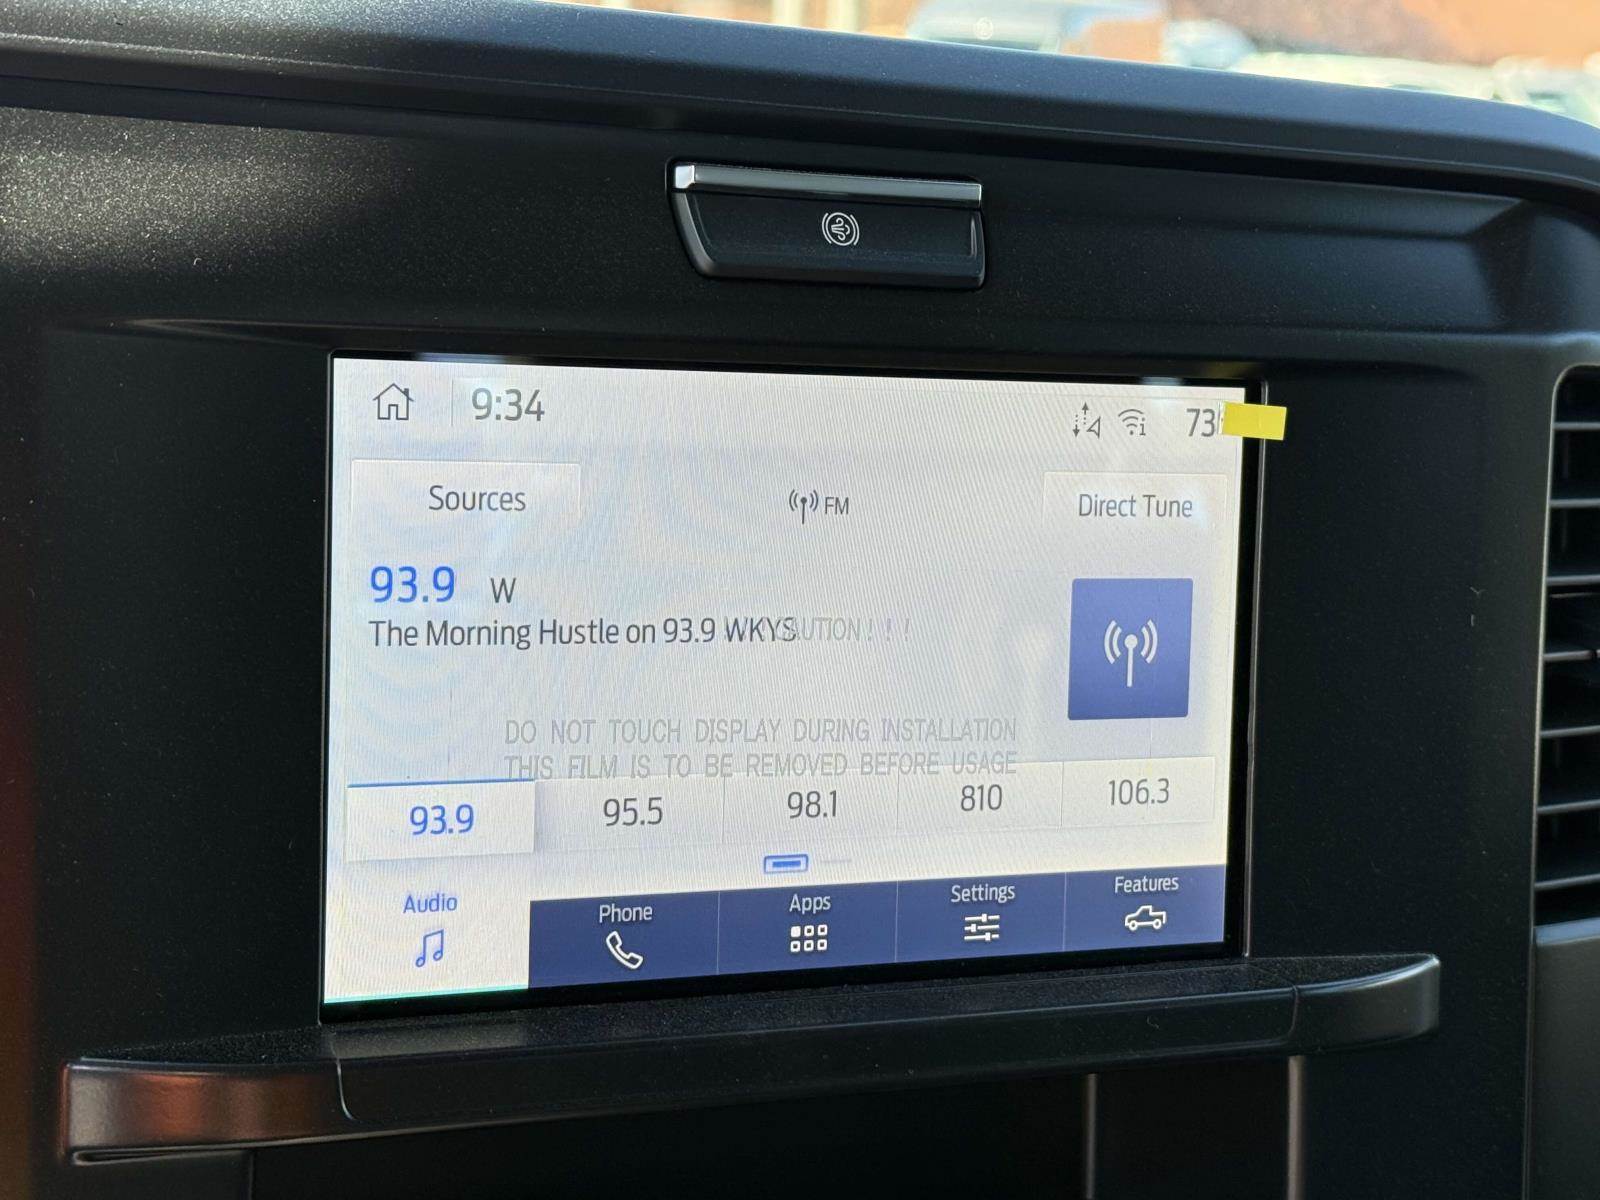 9:34
73°
Sources
FM
Direct Tune
93.9 W
The Morning Hustle on 93.9 WKYS
CAUTION!!!
DO NOT TOUCH DISPLAY DURING INSTALLATION
THIS FILM IS TO BE REMOVED BEFORE USAGE
93.9 95.5 98.1 810 106.3
Audio Phone Apps Settings Features